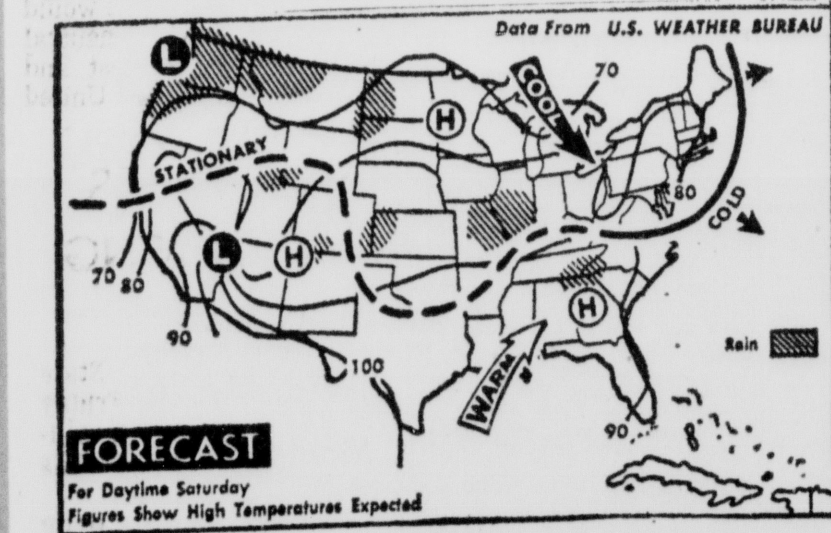 Data From U.S. WEATHER BUREAU
L
COOL
70
H
STATIONARY
80
COLD
L
H
70
80
H
90
Rain
100
WARM
90
FORECAST
For Daytime Saturday
Figures Show High Temperatures Expected